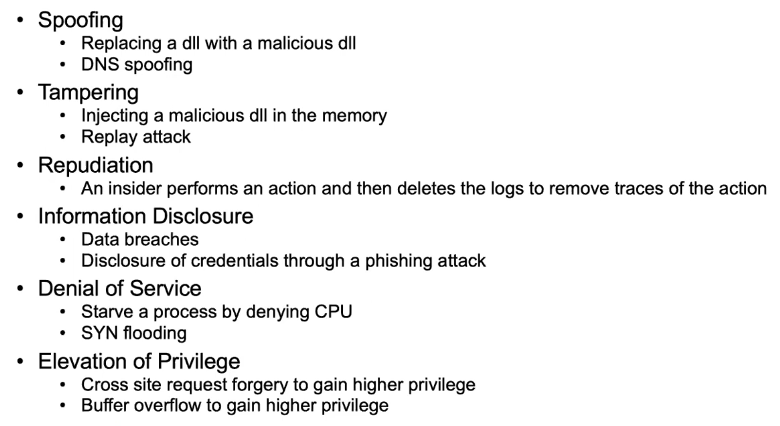 • Spoofing
• Replacing a dll with a malicious dll
• DNS spoofing
• Tampering
• Injecting a malicious dll in the memory
• Replay attack
• Repudiation
• An insider performs an action and then deletes the logs to remove traces of the action
• Information Disclosure
• Data breaches
• Disclosure of credentials through a phishing attack
• Denial of Service
• Starve a process by denying CPU
• SYN flooding
• Elevation of Privilege
• Cross site request forgery to gain higher privilege
• Buffer overflow to gain higher privilege